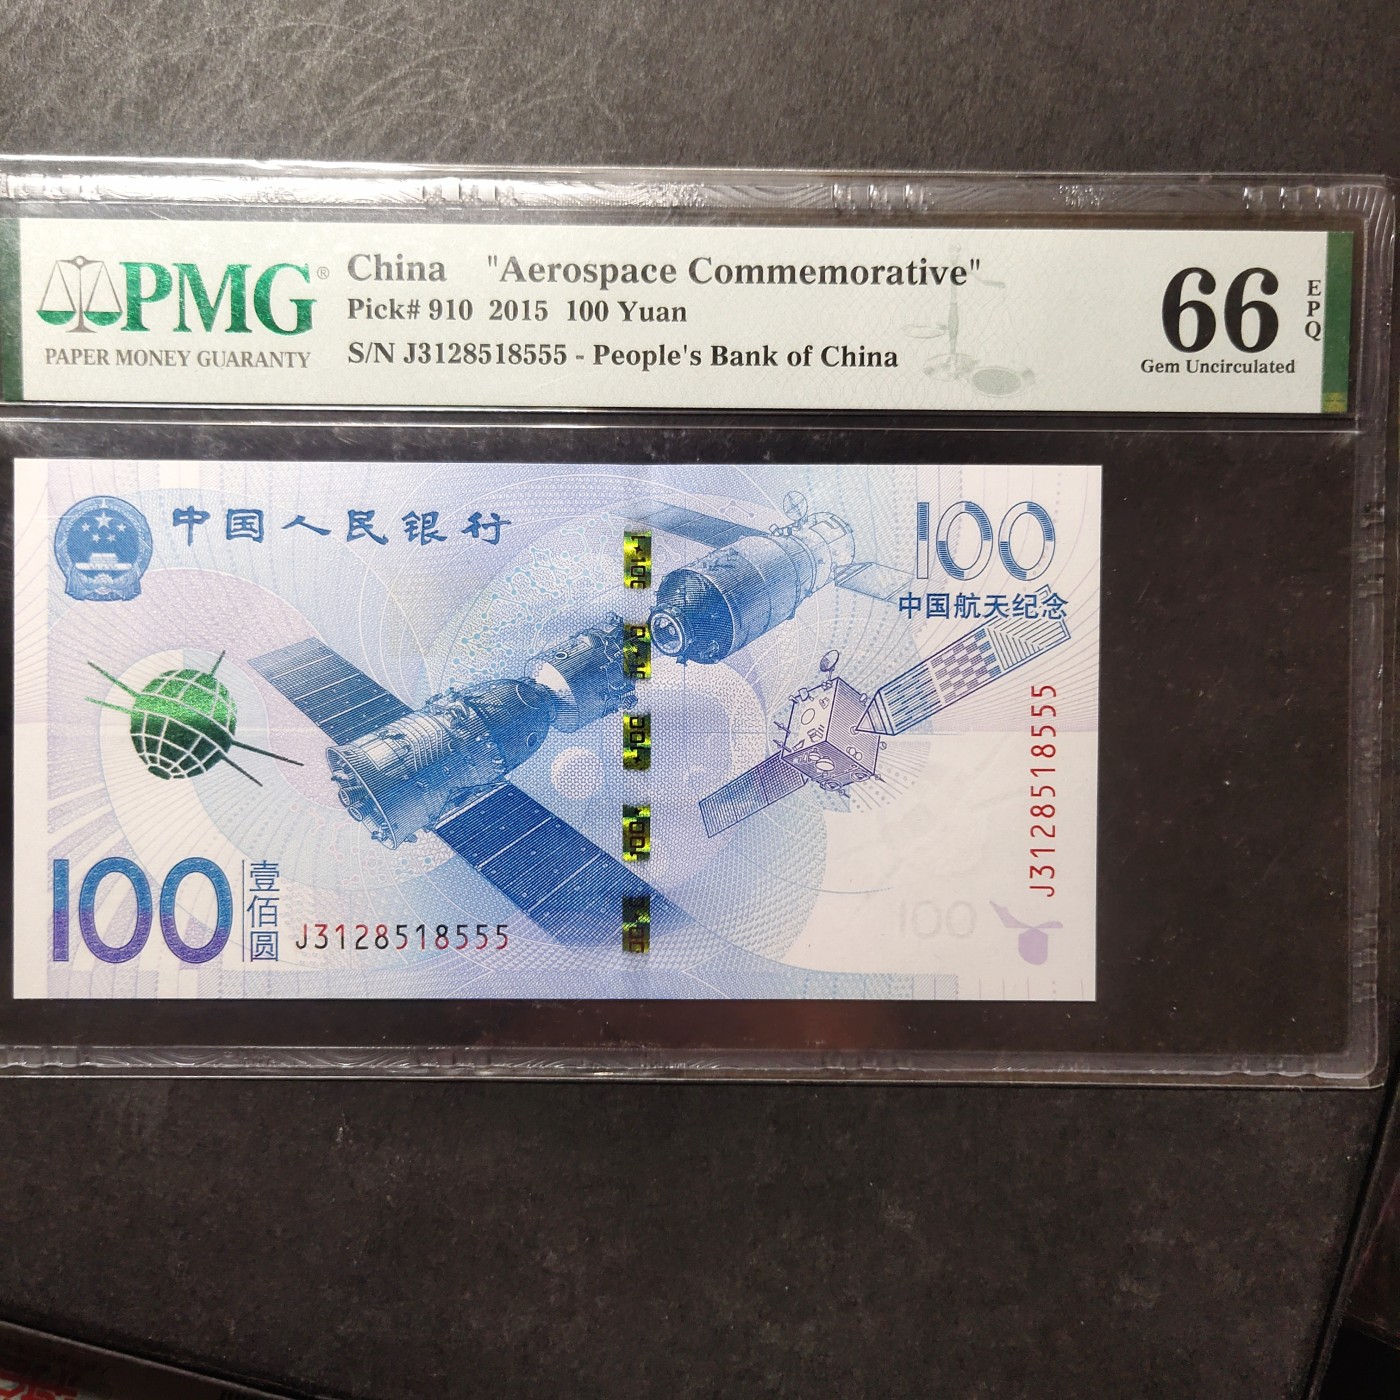 PMG®
PAPER MONEY GUARANTY
China "Aerospace Commemorative"
Pick# 910 2015 100 Yuan
S/N J3128518555 - People's Bank of China
66
EPQ
Gem Uncirculated
中国人民银行
100
中国航天纪念
J3128518555
100
壹佰圆
J3128518555
100